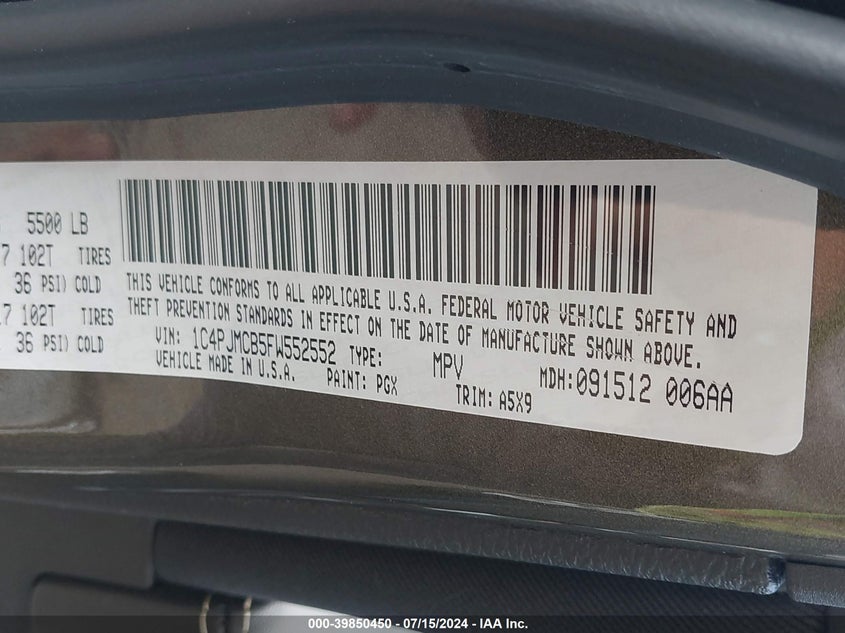 5500 LB
7 102T TIRES
36 PSI) COLD
17 102T TIRES
36 PSI) COLD
THIS VEHICLE CONFORMS TO ALL APPLICABLE U.S.A. FEDERAL MOTOR VEHICLE SAFETY AND
THEFT PREVENTION STANDARDS IN EFFECT ON THE DATE OF MANUFACTURE SHOWN ABOVE.
VIN: 1C4PJMCB5FW552552 TYPE: MPV MDH:091512 006AA
VEHICLE MADE IN U.S.A. PAINT: PGX TRIM: A5X9
000-39850450 - 07/15/2024 - IAA Inc.